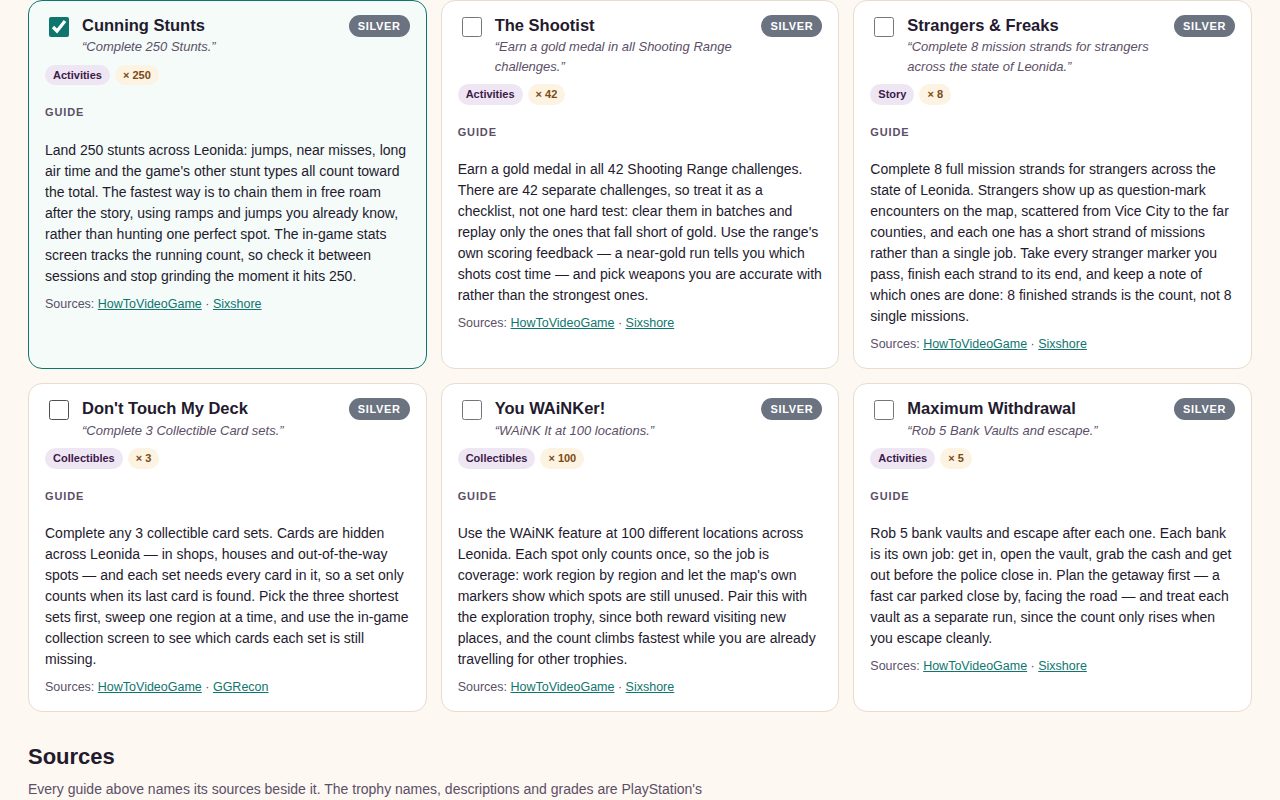 Cunning Stunts
SILVER
“Complete 250 Stunts.”
Activities
× 250
GUIDE
Land 250 stunts across Leonida: jumps, near misses, long
air time and the game's other stunt types all count toward
the total. The fastest way is to chain them in free roam
after the story, using ramps and jumps you already know,
rather than hunting one perfect spot. The in-game stats
screen tracks the running count, so check it between
sessions and stop grinding the moment it hits 250.
Sources: HowToVideoGame · Sixshore
The Shootist
SILVER
“Earn a gold medal in all Shooting Range
challenges.”
Activities
× 42
GUIDE
Earn a gold medal in all 42 Shooting Range challenges.
There are 42 separate challenges, so treat it as a
checklist, not one hard test: clear them in batches and
replay only the ones that fall short of gold. Use the range's
own scoring feedback — a near-gold run tells you which
shots cost time — and pick weapons you are accurate with
rather than the strongest ones.
Sources: HowToVideoGame · Sixshore
Strangers & Freaks
SILVER
“Complete 8 mission strands for strangers
across the state of Leonida.”
Story
× 8
GUIDE
Complete 8 full mission strands for strangers across the
state of Leonida. Strangers show up as question-mark
encounters on the map, scattered from Vice City to the far
counties, and each one has a short strand of missions
rather than a single job. Take every stranger marker you
pass, finish each strand to its end, and keep a note of
which ones are done: 8 finished strands is the count, not 8
single missions.
Sources: HowToVideoGame · Sixshore
Don't Touch My Deck
SILVER
“Complete 3 Collectible Card sets.”
Collectibles
× 3
GUIDE
Complete any 3 collectible card sets. Cards are hidden
across Leonida — in shops, houses and out-of-the-way
spots — and each set needs every card in it, so a set only
counts when its last card is found. Pick the three shortest
sets first, sweep one region at a time, and use the in-game
collection screen to see which cards each set is still
missing.
Sources: HowToVideoGame · GGRecon
You WAiNKer!
SILVER
“WAiNK It at 100 locations.”
Collectibles
× 100
GUIDE
Use the WAiNK feature at 100 different locations across
Leonida. Each spot only counts once, so the job is
coverage: work region by region and let the map's own
markers show which spots are still unused. Pair this with
the exploration trophy, since both reward visiting new
places, and the count climbs fastest while you are already
travelling for other trophies.
Sources: HowToVideoGame · Sixshore
Maximum Withdrawal
SILVER
“Rob 5 Bank Vaults and escape.”
Activities
× 5
GUIDE
Rob 5 bank vaults and escape after each one. Each bank
is its own job: get in, open the vault, grab the cash and get
out before the police close in. Plan the getaway first — a
fast car parked close by, facing the road — and treat each
vault as a separate run, since the count only rises when
you escape cleanly.
Sources: HowToVideoGame · Sixshore
Sources
Every guide above names its sources beside it. The trophy names, descriptions and grades are PlayStation's